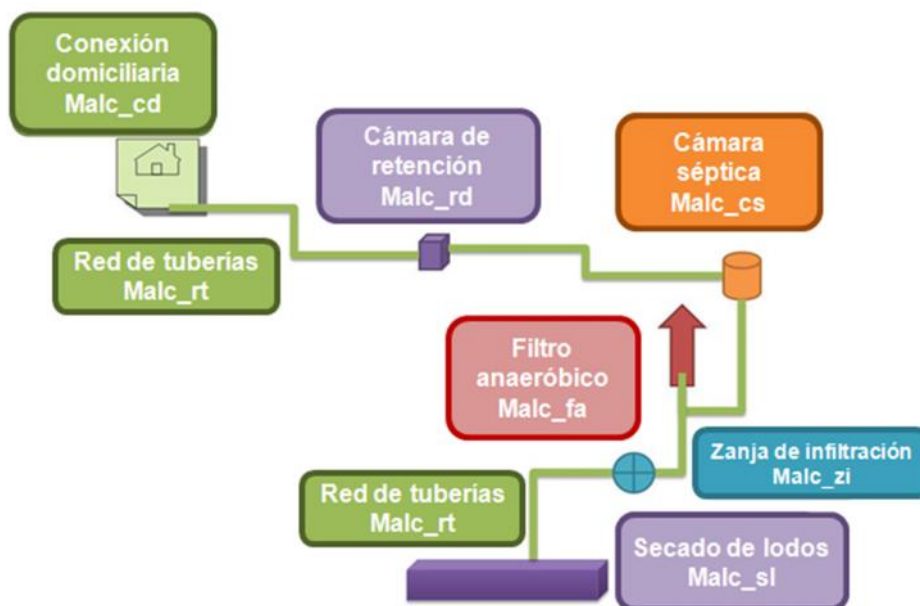 Conexión
domiciliaria
Malc_cd
Cámara de
retención
Malc_rd
Cámara
séptica
Malc_cs
Red de tuberías
Malc_rt
Filtro
anaeróbico
Malc_fa
Zanja de infiltración
Malc_zi
Red de tuberías
Malc_rt
Secado de lodos
Malc_sl